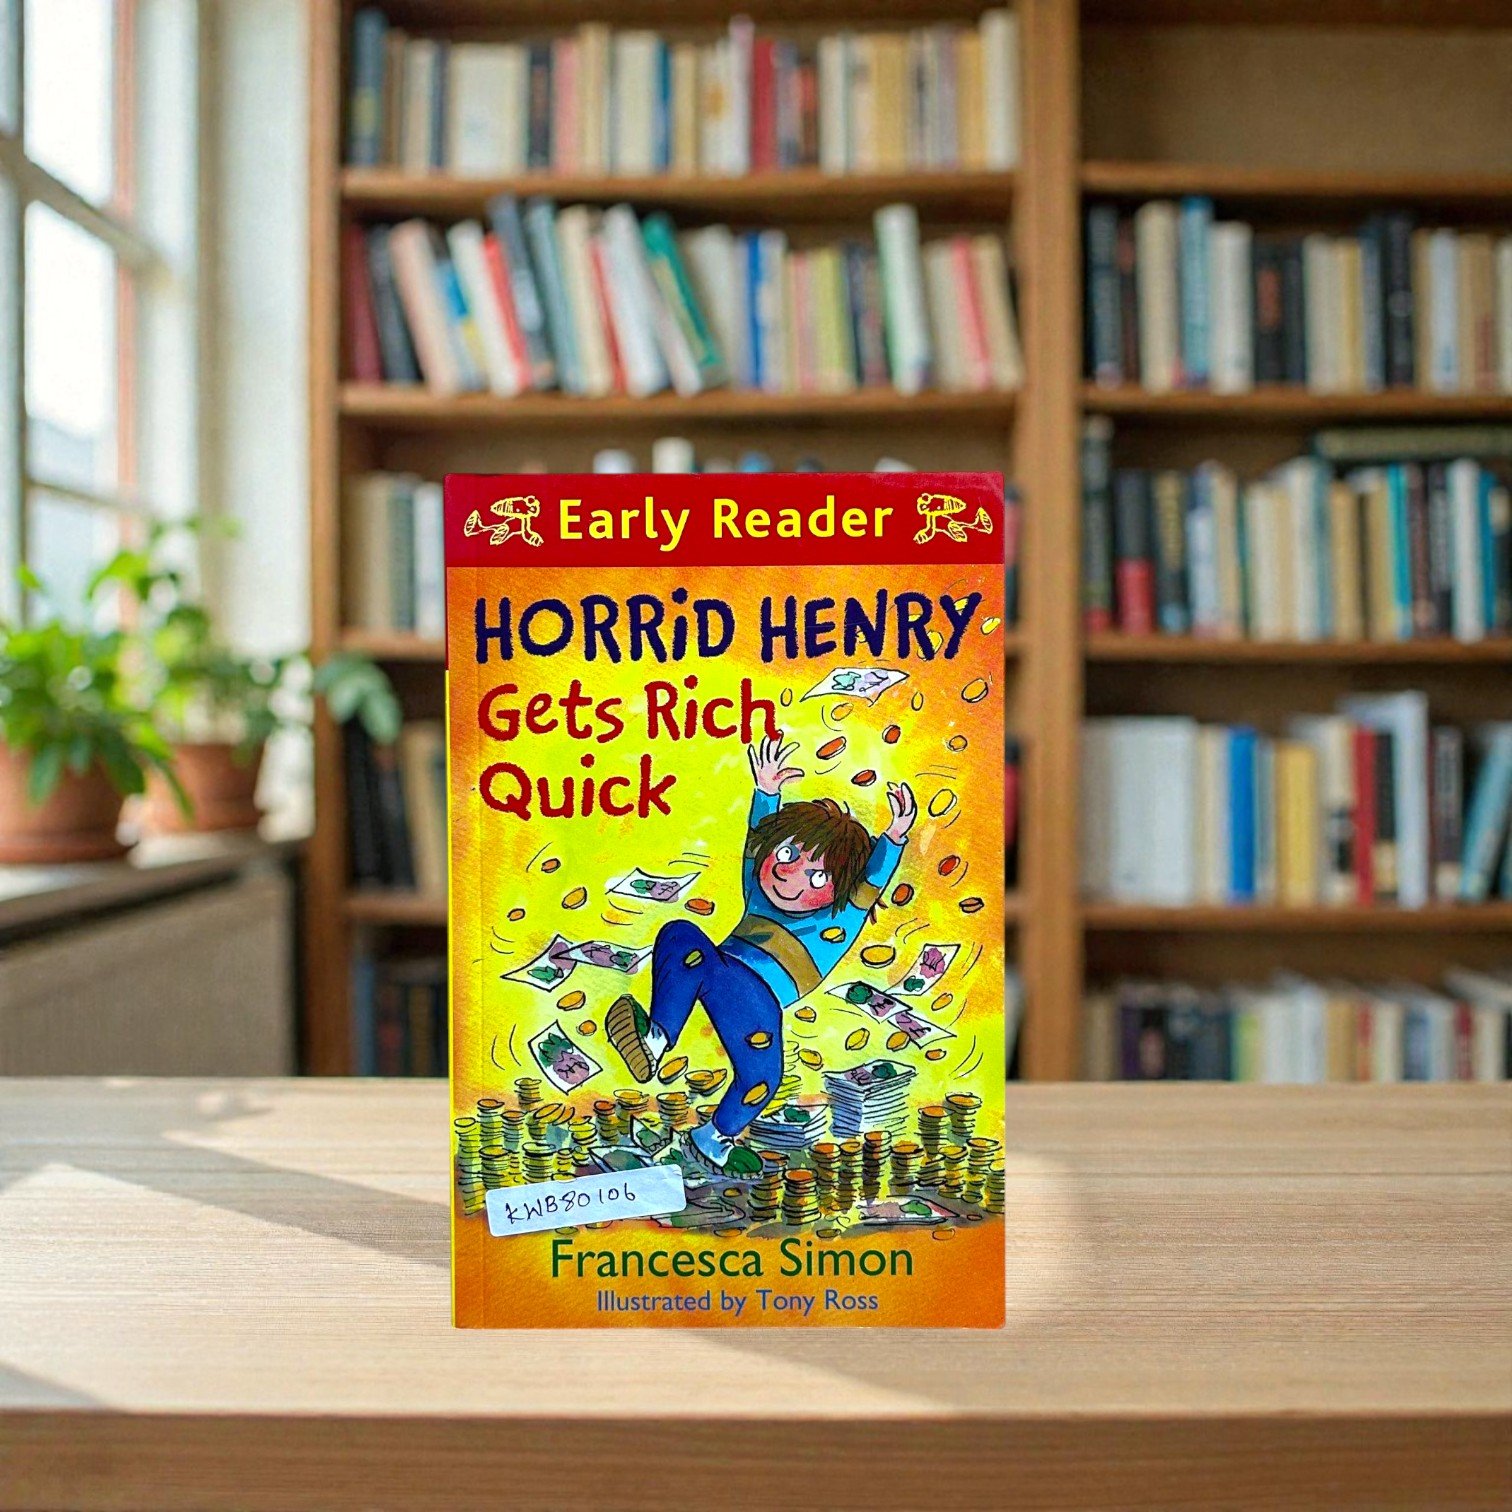 Early Reader
HORRiD HENRY
Gets Rich
Quick
KWB80106
Francesca Simon
Illustrated by Tony Ross